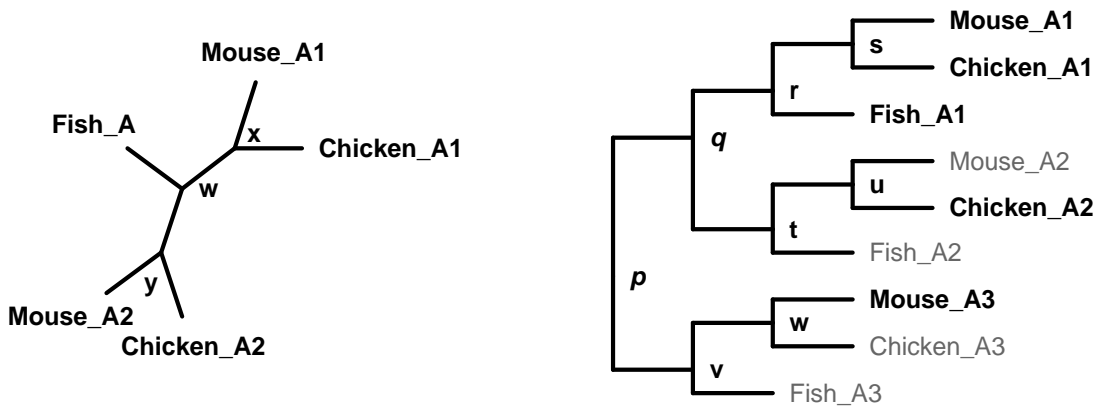 Mouse_A1
Fish_A
x
Chicken_A1
w
y
Mouse_A2
Chicken_A2
Mouse_A1
s
Chicken_A1
r
Fish_A1
q
Mouse_A2
u
Chicken_A2
t
Fish_A2
p
Mouse_A3
w
Chicken_A3
v
Fish_A3